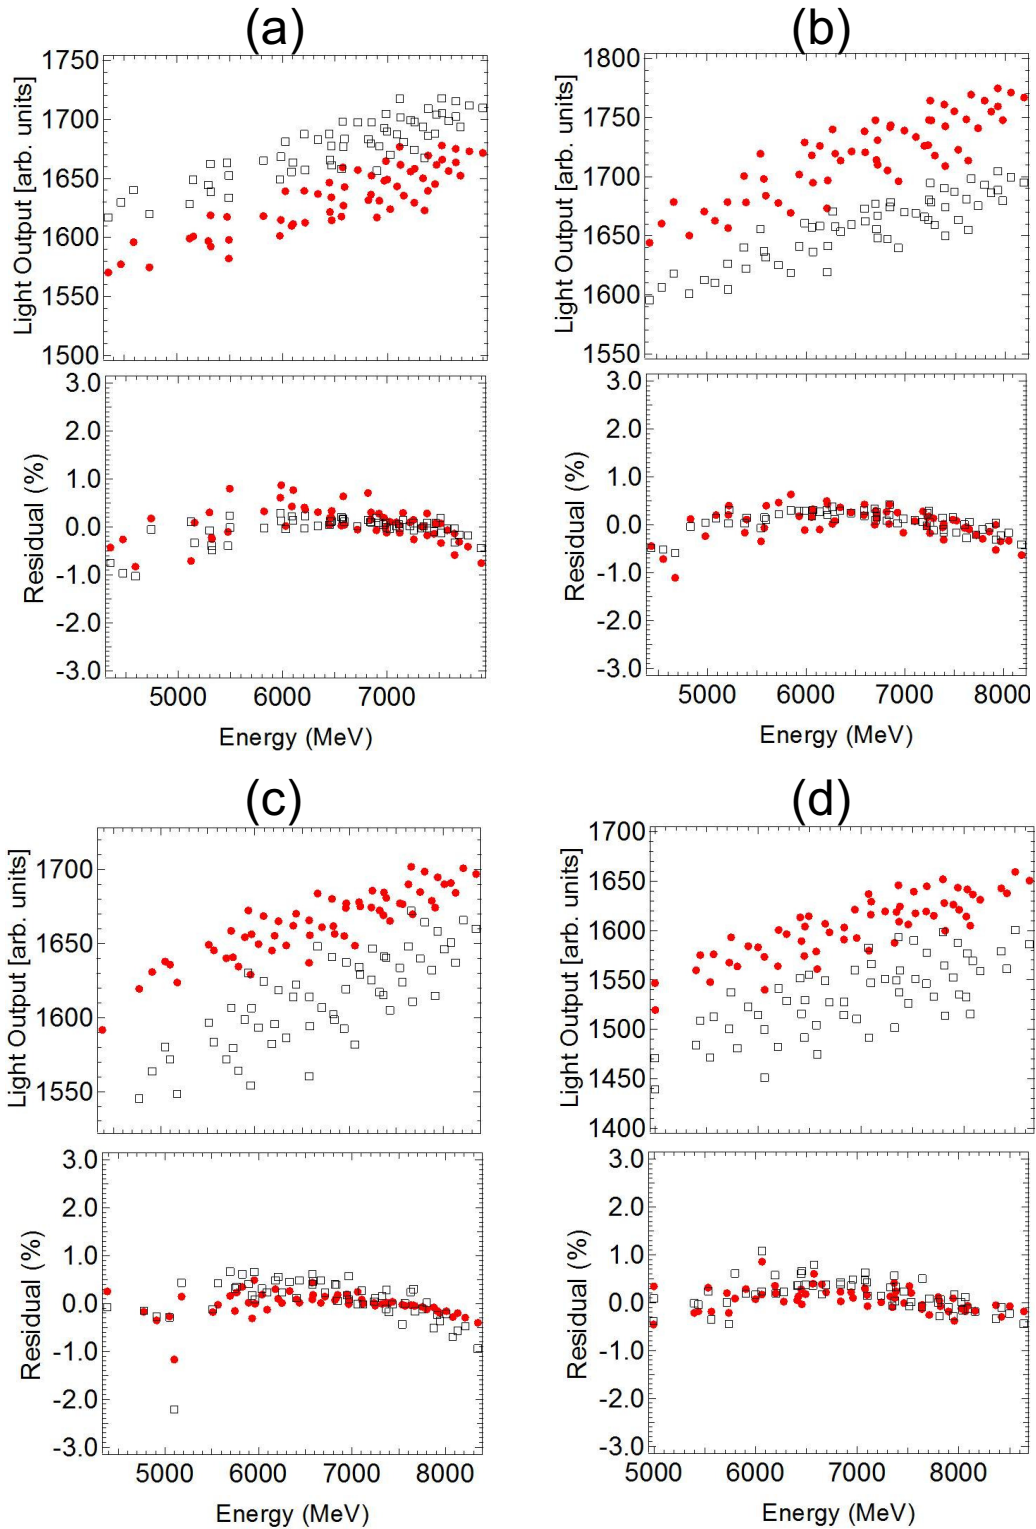 (a)
(b)
Light Output [arb. units]
1750
1700
1650
1600
1550
1500
Light Output [arb. units]
1800
1750
1700
1650
1600
1550
Residual (%)
3.0
2.0
1.0
0.0
-1.0
-2.0
-3.0
5000 6000 7000
Energy (MeV)
Residual (%)
3.0
2.0
1.0
0.0
-1.0
-2.0
-3.0
5000 6000 7000 8000
Energy (MeV)
(c)
(d)
Light Output [arb. units]
1700
1650
1600
1550
Light Output [arb. units]
1700
1650
1600
1550
1500
1450
1400
Residual (%)
3.0
2.0
1.0
0.0
-1.0
-2.0
-3.0
5000 6000 7000 8000
Energy (MeV)
Residual (%)
3.0
2.0
1.0
0.0
-1.0
-2.0
-3.0
5000 6000 7000 8000
Energy (MeV)